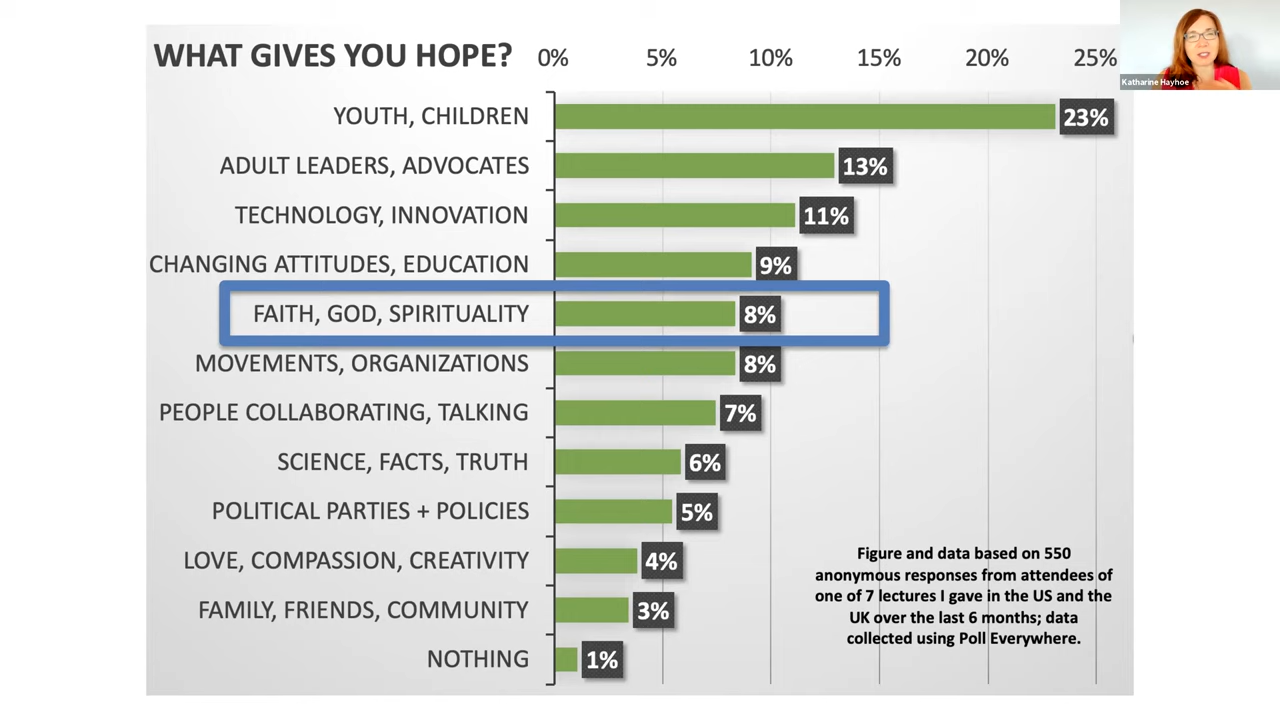 WHAT GIVES YOU HOPE? 0% 5% 10% 15% 20% 25%
Katharine Hayhoe
YOUTH, CHILDREN 23%
ADULT LEADERS, ADVOCATES 13%
TECHNOLOGY, INNOVATION 11%
CHANGING ATTITUDES, EDUCATION 9%
FAITH, GOD, SPIRITUALITY 8%
MOVEMENTS, ORGANIZATIONS 8%
PEOPLE COLLABORATING, TALKING 7%
SCIENCE, FACTS, TRUTH 6%
POLITICAL PARTIES + POLICIES 5%
LOVE, COMPASSION, CREATIVITY 4%
FAMILY, FRIENDS, COMMUNITY 3%
NOTHING 1%
Figure and data based on 550
anonymous responses from attendees of
one of 7 lectures I gave in the US and the
UK over the last 6 months; data
collected using Poll Everywhere.